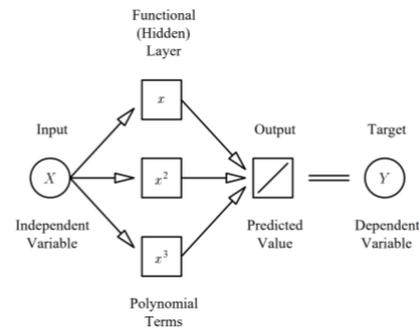 Functional
(Hidden)
Layer
x
Input
Output
Target
X
x²
Y
Independent
Variable
Predicted
Value
Dependent
Variable
x³
Polynomial
Terms